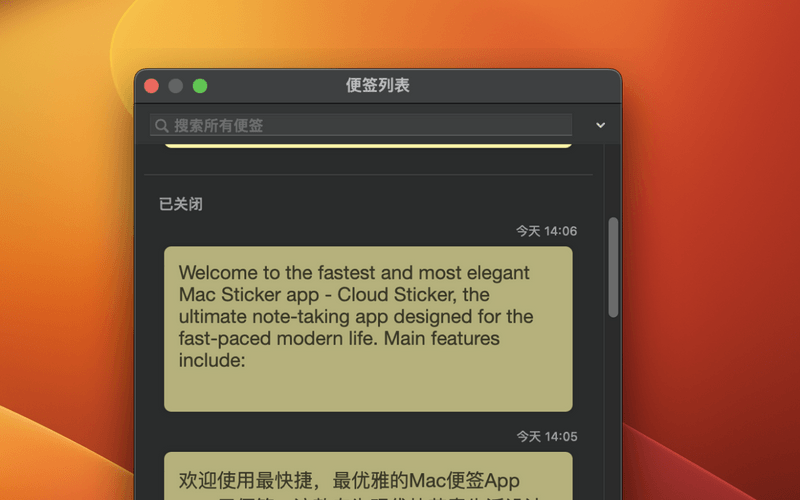 便签列表
搜索所有便签
已关闭
今天 14:06
Welcome to the fastest and most elegant
Mac Sticker app - Cloud Sticker, the
ultimate note-taking app designed for the
fast-paced modern life. Main features
include:
今天 14:05
欢迎使用最快捷，最优雅的Mac便签App